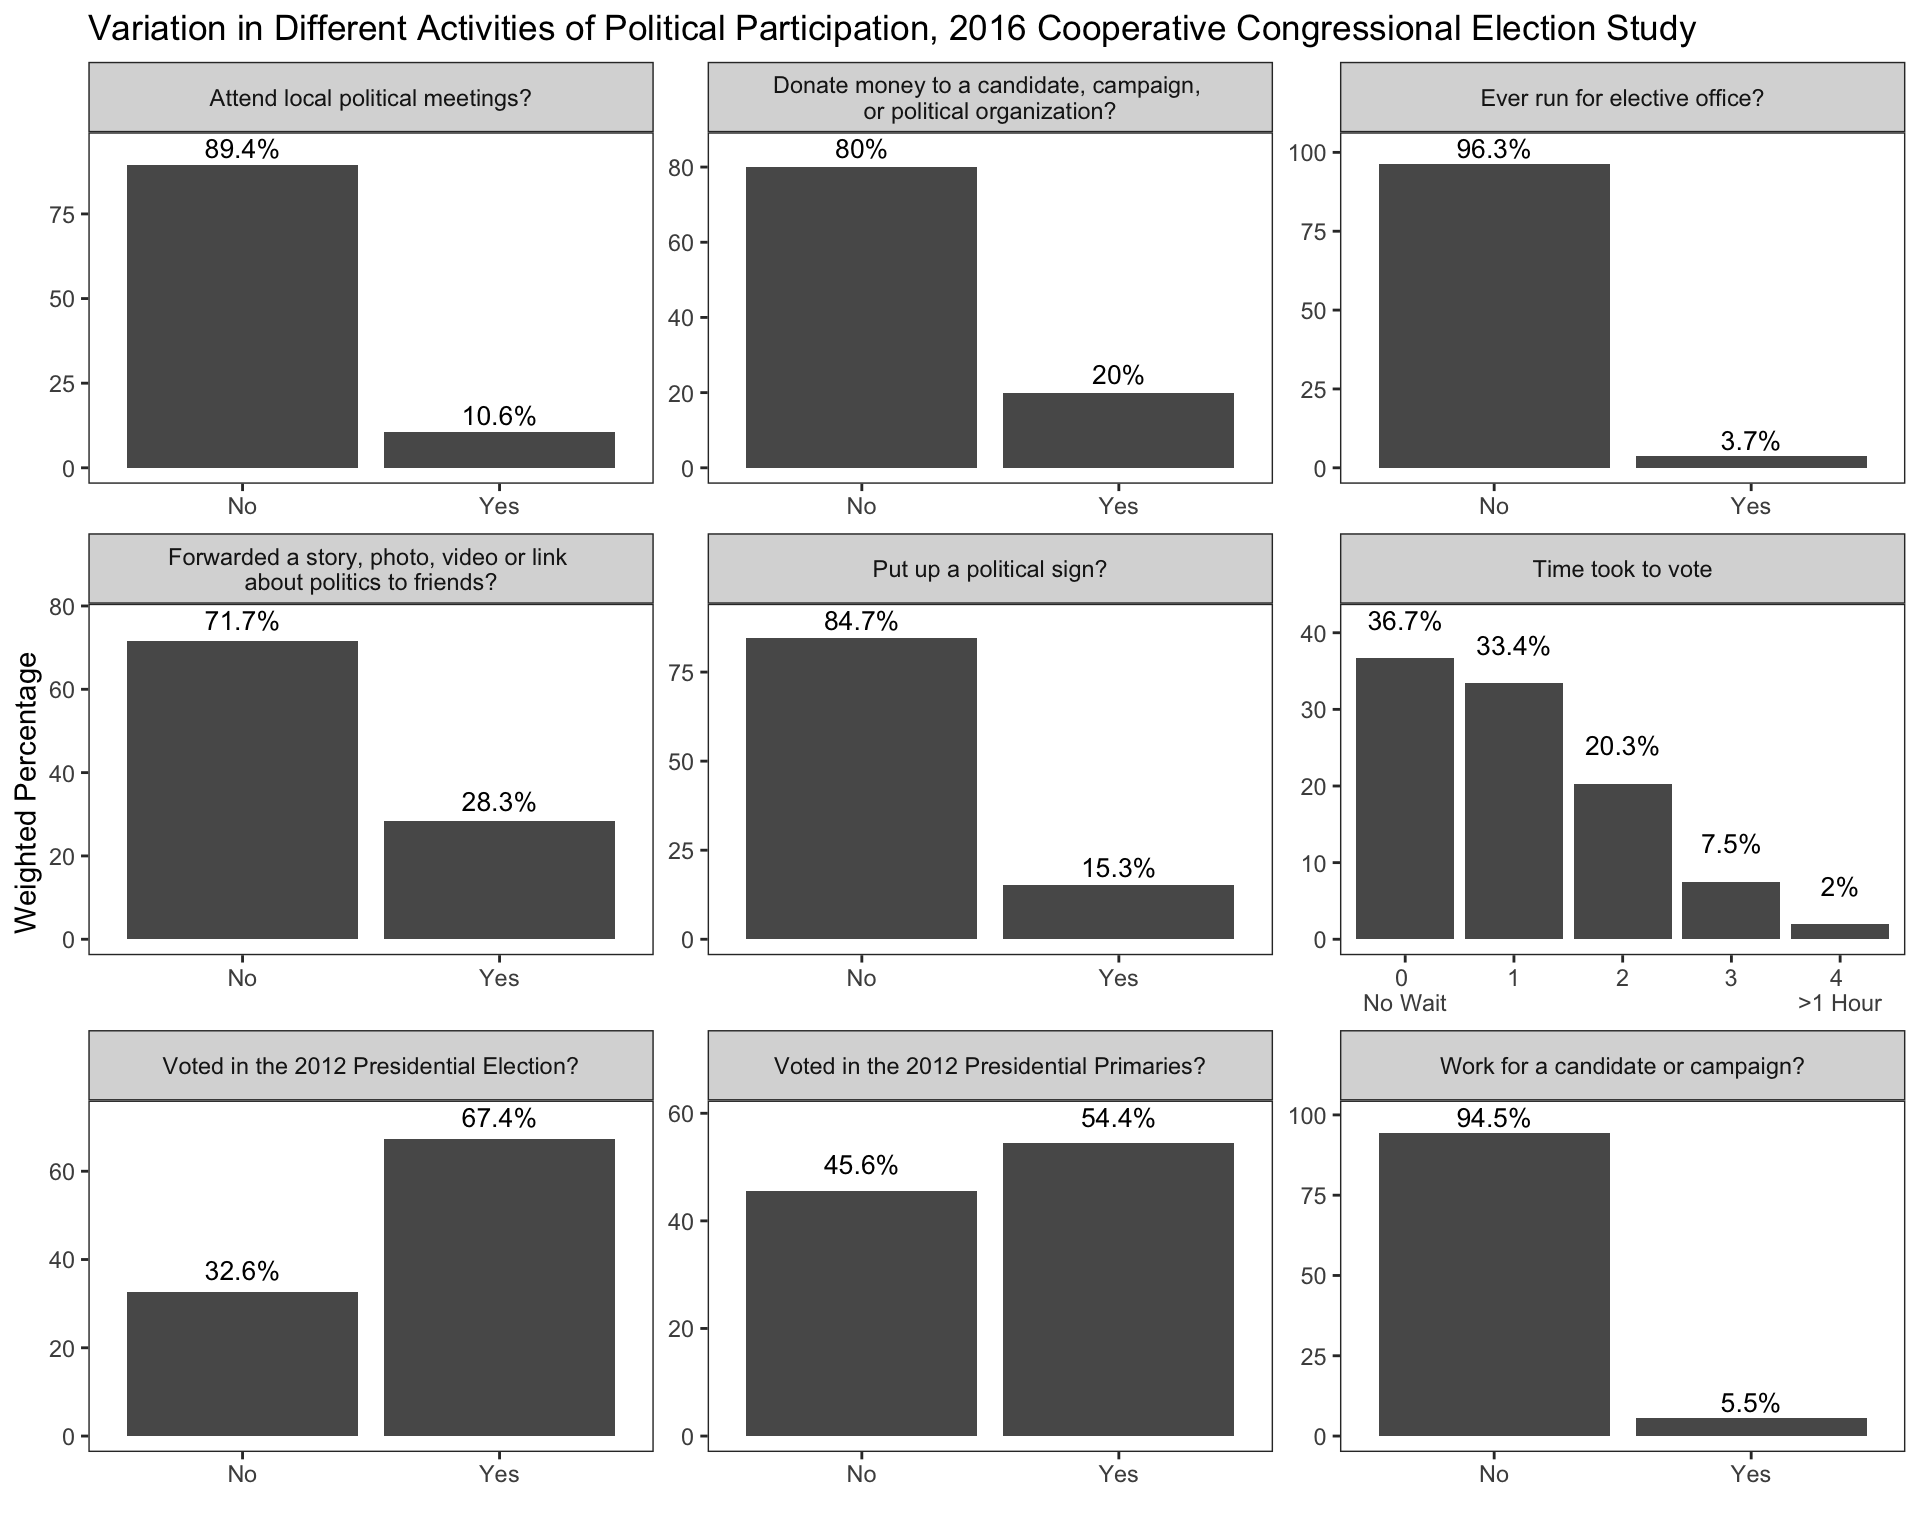 Variation in Different Activities of Political Participation, 2016 Cooperative Congressional Election Study
Weighted Percentage
Attend local political meetings?
89.4%
10.6%
75
50
25
0
No Yes
Donate money to a candidate, campaign,
or political organization?
80%
20%
80
60
40
20
0
No Yes
Ever run for elective office?
96.3%
3.7%
100
75
50
25
0
No Yes
Forwarded a story, photo, video or link
about politics to friends?
71.7%
28.3%
80
60
40
20
0
No Yes
Put up a political sign?
84.7%
15.3%
75
50
25
0
No Yes
Time took to vote
36.7%
33.4%
20.3%
7.5%
2%
40
30
20
10
0
0 1 2 3 4
No Wait >1 Hour
Voted in the 2012 Presidential Election?
67.4%
32.6%
60
40
20
0
No Yes
Voted in the 2012 Presidential Primaries?
54.4%
45.6%
60
40
20
0
No Yes
Work for a candidate or campaign?
94.5%
5.5%
100
75
50
25
0
No Yes